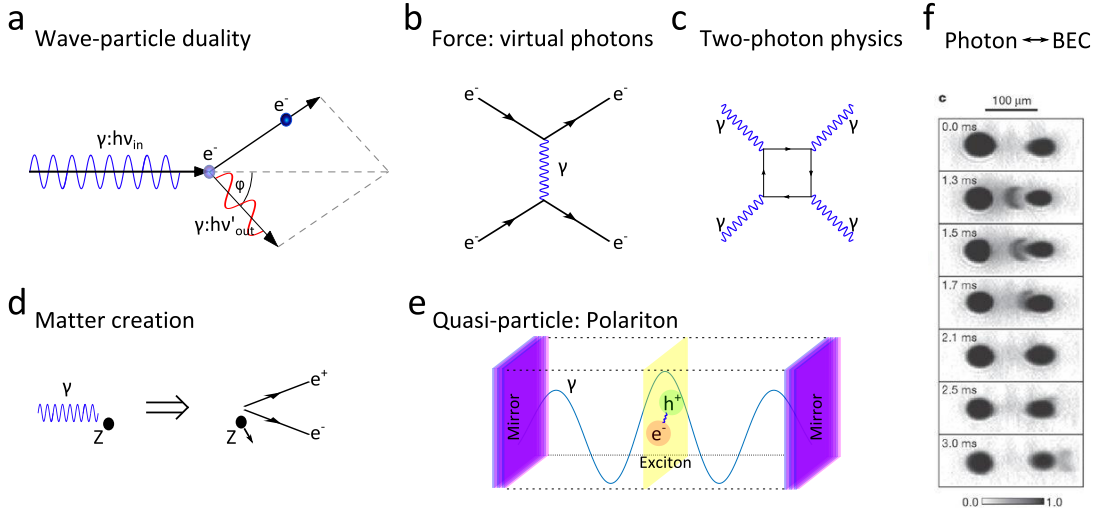 a Wave-particle duality
γ:hν_in
e⁻
e⁻
φ
γ:hν'_out
b Force: virtual photons
e⁻ e⁻
γ
e⁻ e⁻
c Two-photon physics
γ γ
γ γ
d Matter creation
γ
Z
e⁺
e⁻
Z
e Quasi-particle: Polariton
γ
Mirror
h⁺
e⁻
Exciton
Mirror
f Photon ↔ BEC
c 100 μm
0.0 ms
1.3 ms
1.5 ms
1.7 ms
2.1 ms
2.5 ms
3.0 ms
0.0 1.0